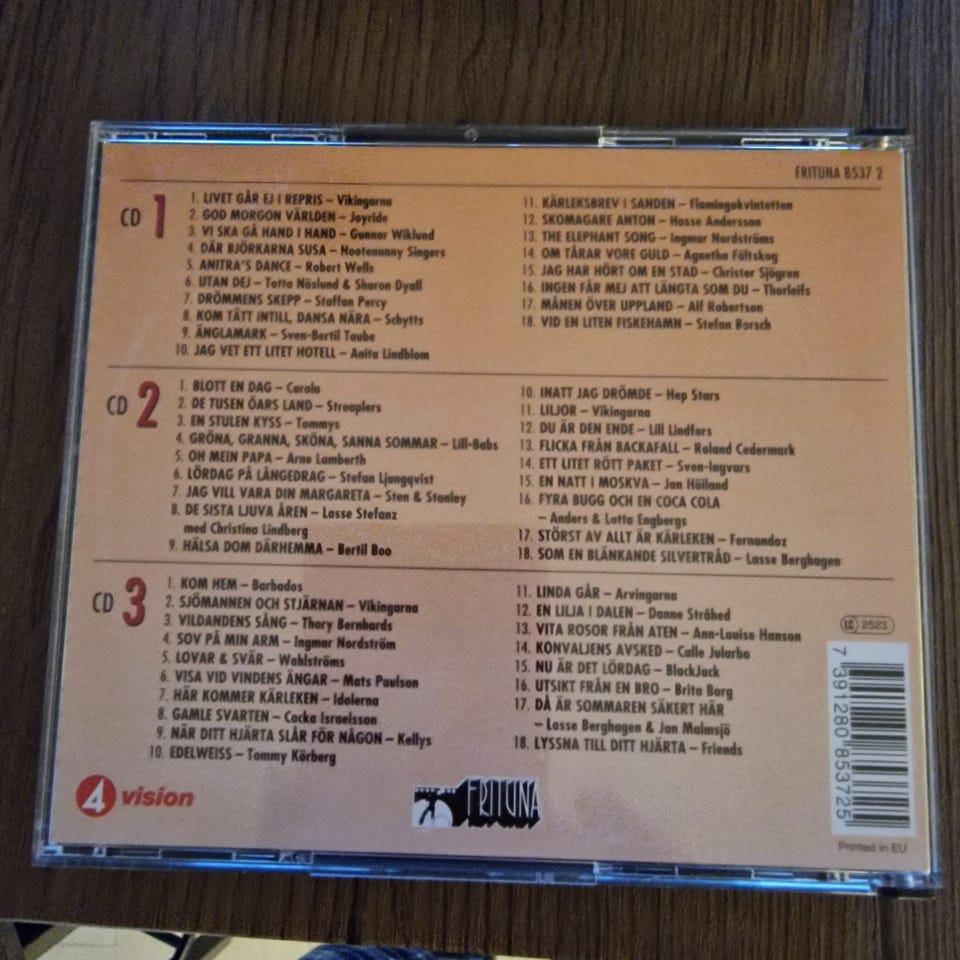 FRITUNA 8537 2
CD 1
1. LIVET GÅR EJ I REPRIS – Vikingarna
2. GOD MORGON VÄRLDEN – Joyride
3. VI SKA GÅ HAND I HAND – Gunnar Wiklund
4. DÄR BJÖRKARNA SUSA – Hootenanny Singers
5. ANITRA'S DANCE – Robert Wells
6. UTAN DEJ – Totta Näslund & Sharon Dyall
7. DRÖMMENS SKEPP – Staffan Percy
8. KOM TÄTT INTILL, DANSA NÄRA – Schytts
9. ÄNGLAMARK – Sven-Bertil Taube
10. JAG VET ETT LITET HOTELL – Anita Lindblom
11. KÄRLEKSBREV I SANDEN – Flamingokvintetten
12. SKOMAGARE ANTON – Hasse Andersson
13. THE ELEPHANT SONG – Ingmar Nordströms
14. OM TÅRAR VORE GULD – Agnetha Fältskog
15. JAG HAR HÖRT OM EN STAD – Christer Sjögren
16. INGEN FÅR MEJ ATT LÄNGTA SOM DU – Thorleifs
17. MÅNEN ÖVER UPPLAND – Alf Robertson
18. VID EN LITEN FISKEHAMN – Stefan Borsch
CD 2
1. BLOTT EN DAG – Carola
2. DE TUSEN ÖARS LAND – Streaplers
3. EN STULEN KYSS – Tommys
4. GRÖNA, GRANNA, SKÖNA, SANNA SOMMAR – Lill-Babs
5. OH MEIN PAPA – Arne Lamberth
6. LÖRDAG PÅ LÅNGEDRAG – Stefan Ljungqvist
7. JAG VILL VARA DIN MARGARETA – Sten & Stanley
8. DE SISTA LJUVA ÅREN – Lasse Stefanz
med Christina Lindberg
9. HÄLSA DOM DÄRHEMMA – Bertil Boo
10. INATT JAG DRÖMDE – Hep Stars
11. LILJOR – Vikingarna
12. DU ÄR DEN ENDE – Lill Lindfors
13. FLICKA FRÅN BACKAFALL – Roland Cedermark
14. ETT LITET RÖTT PAKET – Sven-Ingvars
15. EN NATT I MOSKVA – Jan Höiland
16. FYRA BUGG OCH EN COCA COLA
– Anders & Lotta Engbergs
17. STÖRST AV ALLT ÄR KÄRLEKEN – Fernandoz
18. SOM EN BLÄNKANDE SILVERTRÅD – Lasse Berghagen
CD 3
1. KOM HEM – Barbados
2. SJÖMANNEN OCH STJÄRNAN – Vikingarna
3. VILDANDENS SÅNG – Thory Bernhards
4. SOV PÅ MIN ARM – Ingmar Nordström
5. LOVAR & SVÄR – Wahlströms
6. VISA VID VINDENS ÄNGAR – Mats Paulson
7. HÄR KOMMER KÄRLEKEN – Idolerna
8. GAMLE SVARTEN – Cacka Israelsson
9. NÄR DITT HJÄRTA SLÅR FÖR NÅGON – Kellys
10. EDELWEISS – Tommy Körberg
11. LINDA GÅR – Arvingarna
12. EN LILJA I DALEN – Danne Stråhed
13. VITA ROSOR FRÅN ATEN – Ann-Louise Hanson
14. KONVALJENS AVSKED – Calle Jularbo
15. NU ÄR DET LÖRDAG – BlackJack
16. UTSIKT FRÅN EN BRO – Brita Borg
17. DÅ ÄR SOMMAREN SÄKERT HÄR
– Lasse Berghagen & Jan Malmsjö
18. LYSSNA TILL DITT HJÄRTA – Friends
LC 2523
7 391280 853725
4 vision
FRITUNA
Printed in EU